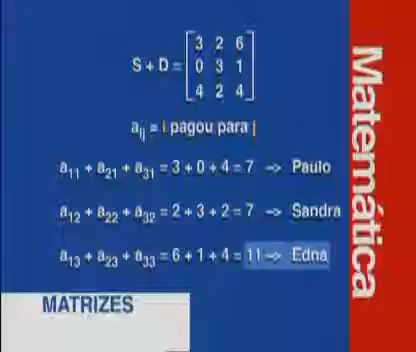 3 2 6
S + D = 0 3 1
4 2 4
aij = i pagou para j
a11 + a21 + a31 = 3 + 0 + 4 = 7 => Paulo
a12 + a22 + a32 = 2 + 3 + 2 = 7 => Sandra
a13 + a23 + a33 = 6 + 1 + 4 = 11 => Edna
MATRIZES
Matemática